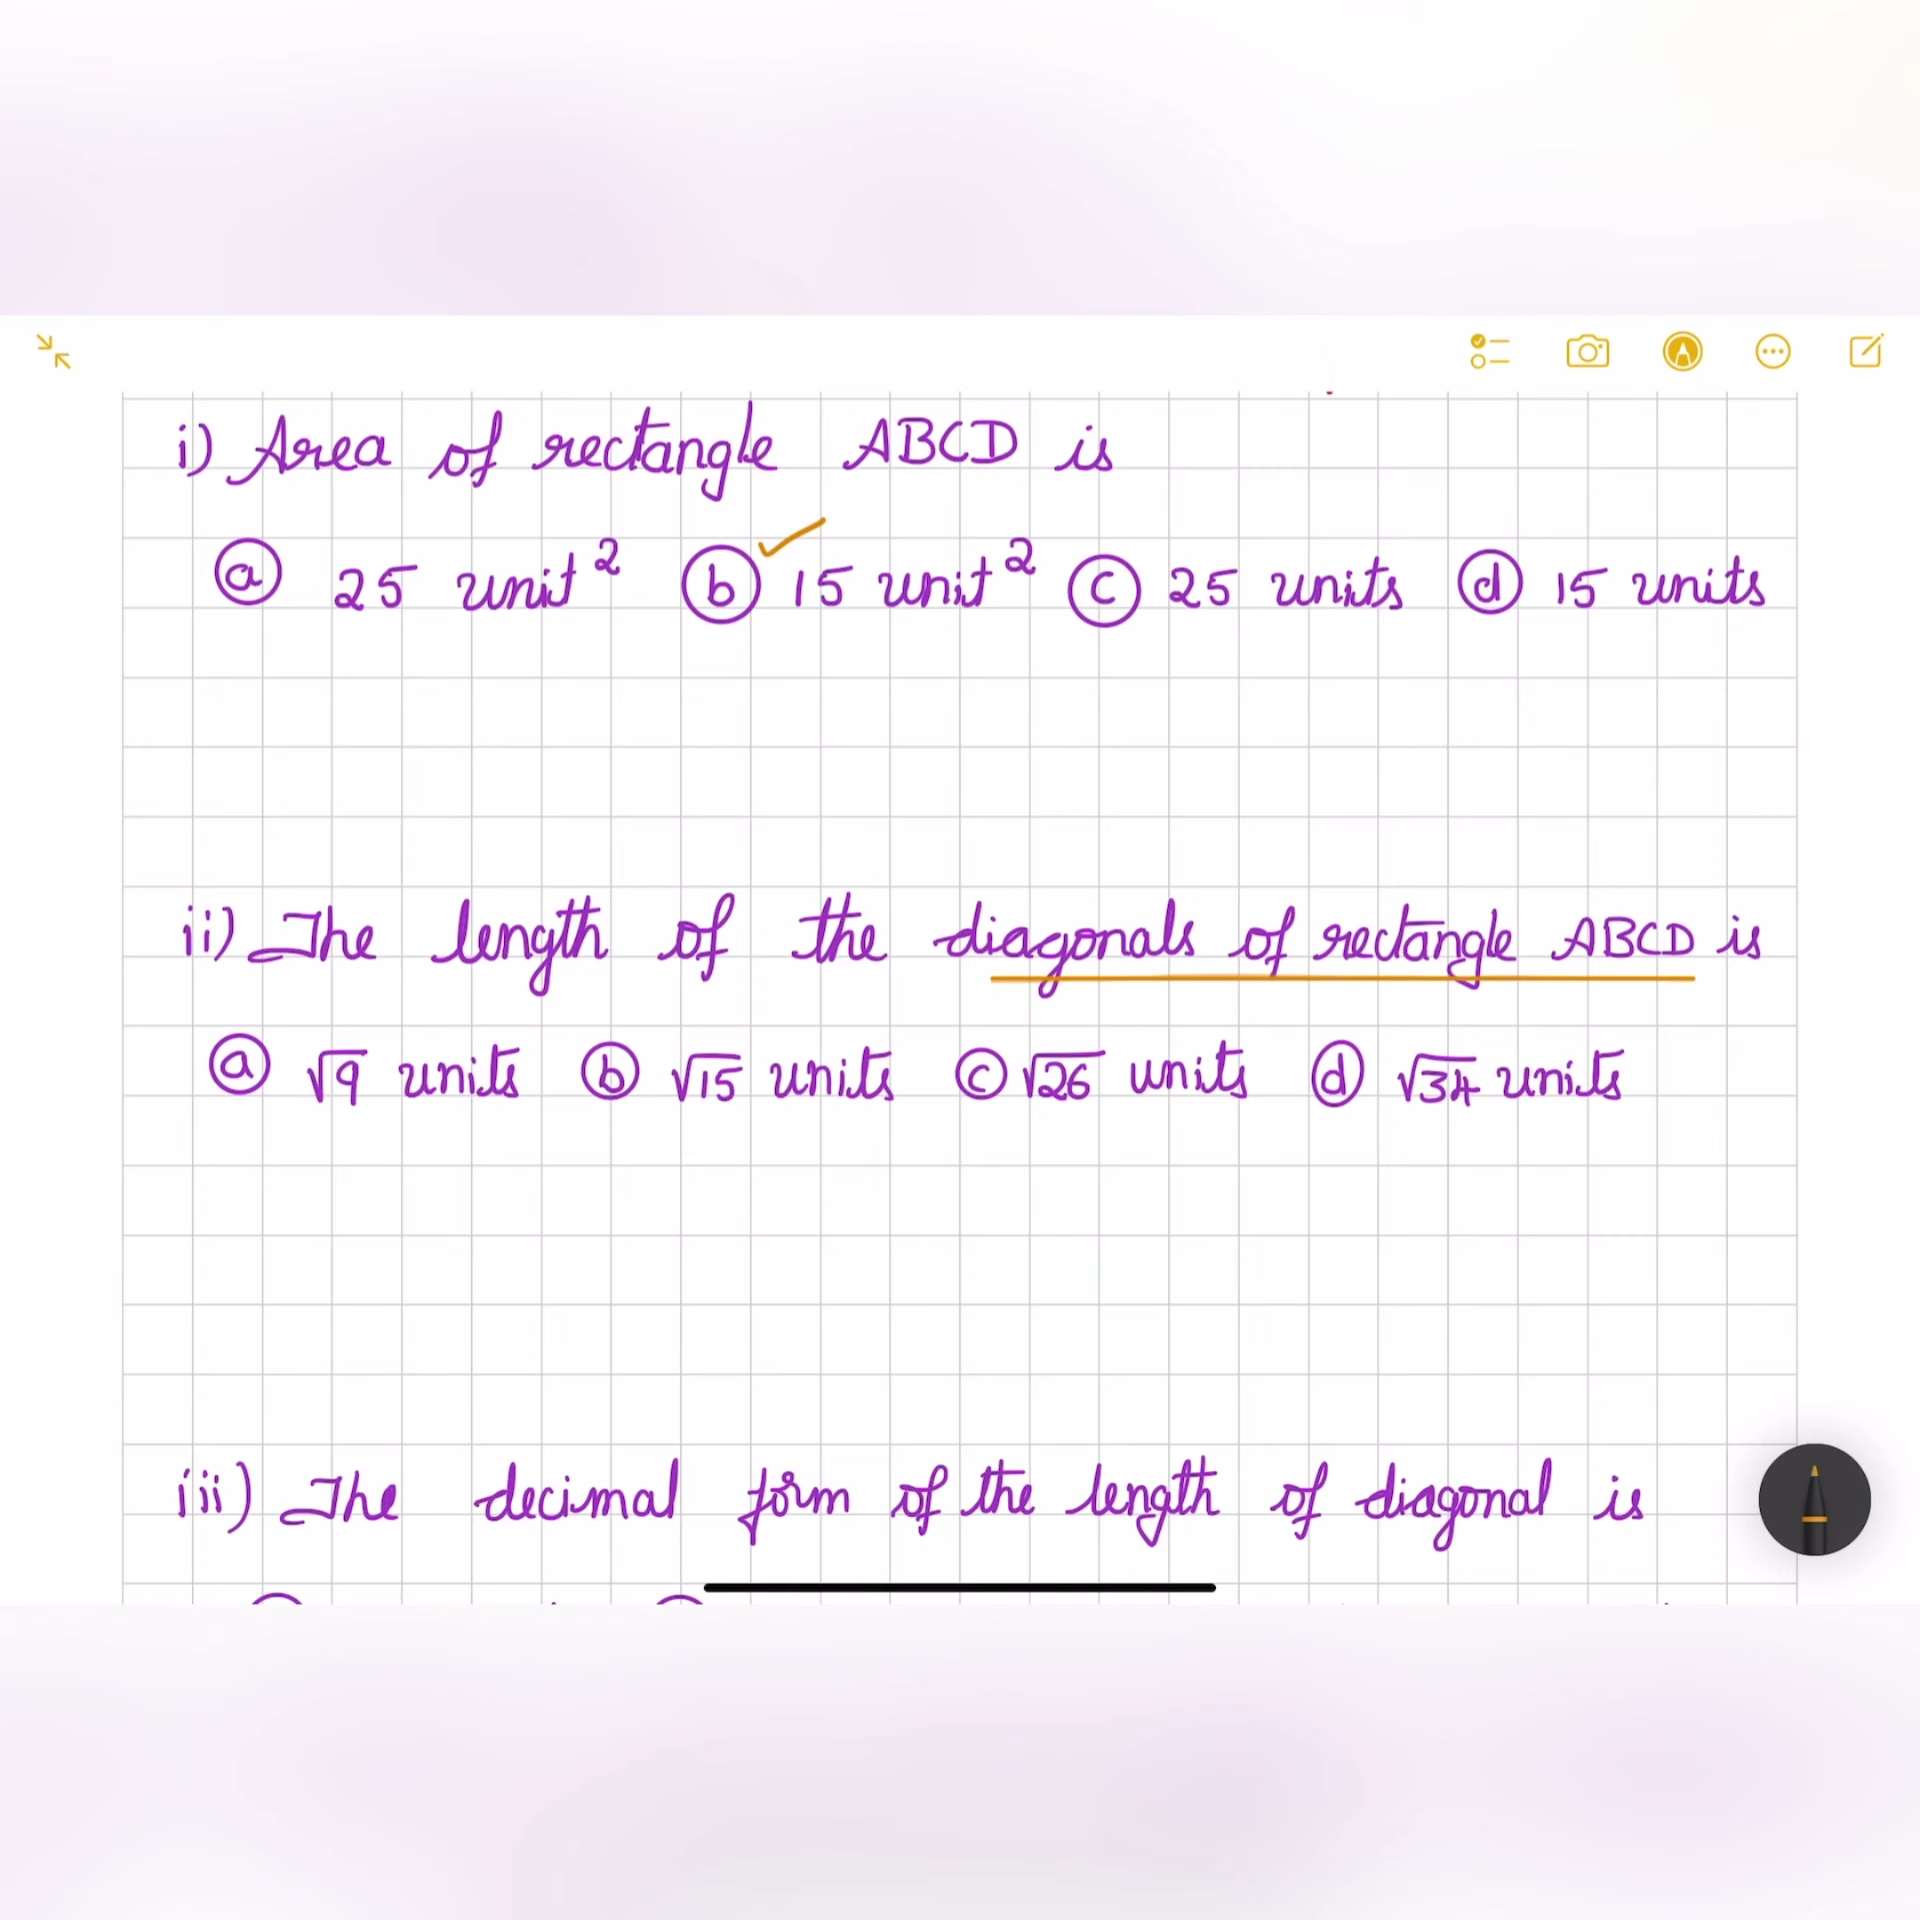 i) Area of rectangle ABCD is
ⓐ 25 unit² ⓑ 15 unit² ⓒ 25 units ⓓ 15 units
ii) The length of the diagonals of rectangle ABCD is
ⓐ √9 units ⓑ √15 units ⓒ √26 units ⓓ √34 units
iii) The decimal form of the length of diagonal is